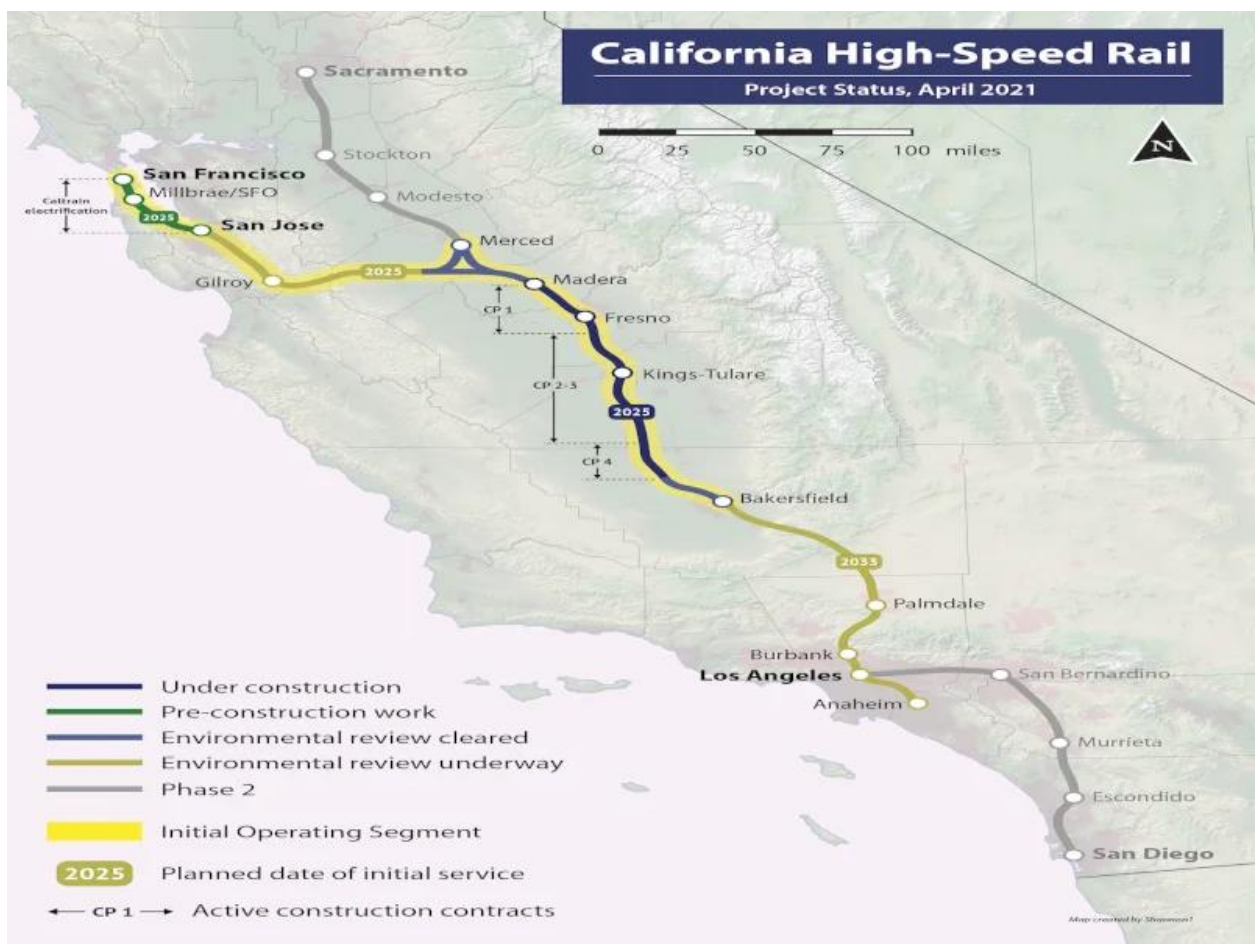 California High-Speed Rail
Project Status, April 2021
0 25 50 75 100 miles
N
Sacramento
Stockton
Modesto
San Francisco
Millbrae/SFO
Caltrain
electrification
2025
San Jose
Merced
Gilroy
2025
Madera
CP 1
Fresno
CP 2-3
Kings-Tulare
2025
CP 4
Bakersfield
2033
Palmdale
Burbank
Los Angeles
San Bernardino
Anaheim
Murrieta
Escondido
San Diego
Under construction
Pre-construction work
Environmental review cleared
Environmental review underway
Phase 2
Initial Operating Segment
2025 Planned date of initial service
CP 1 Active construction contracts
Map created by Shannon1